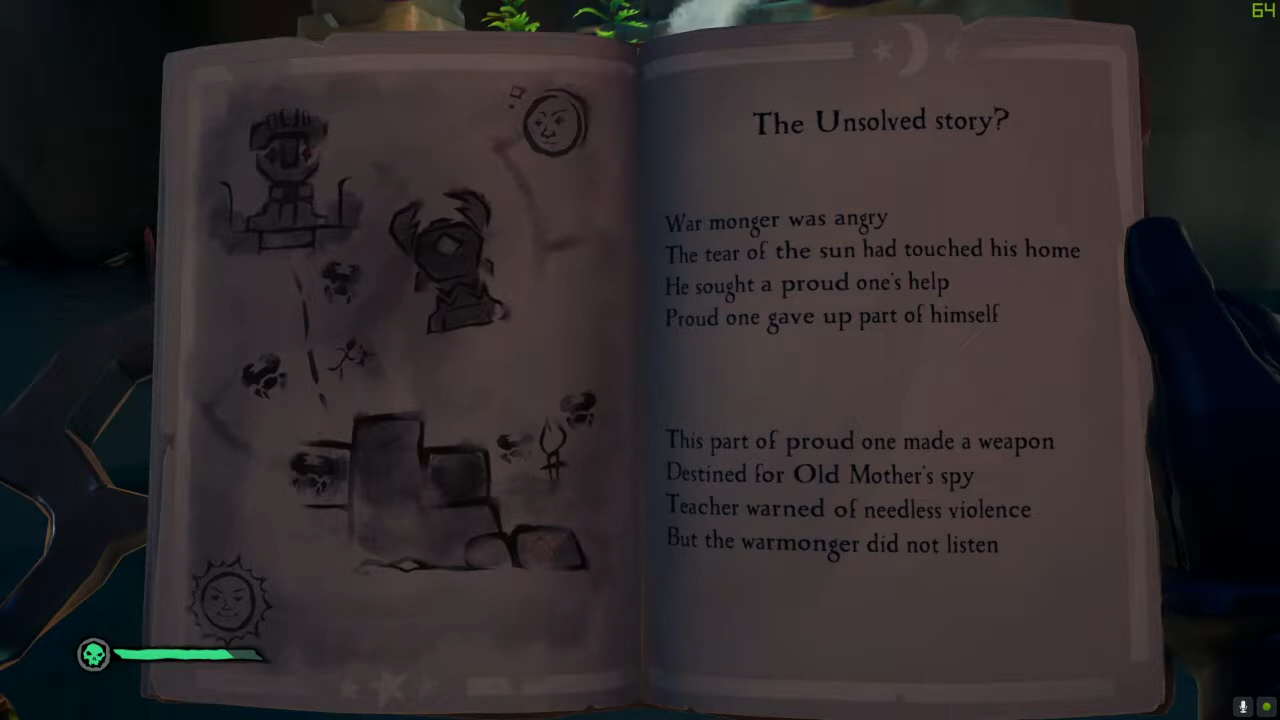 64
The Unsolved story?
War monger was angry
The tear of the sun had touched his home
He sought a proud one's help
Proud one gave up part of himself
This part of proud one made a weapon
Destined for Old Mother's spy
Teacher warned of needless violence
But the warmonger did not listen